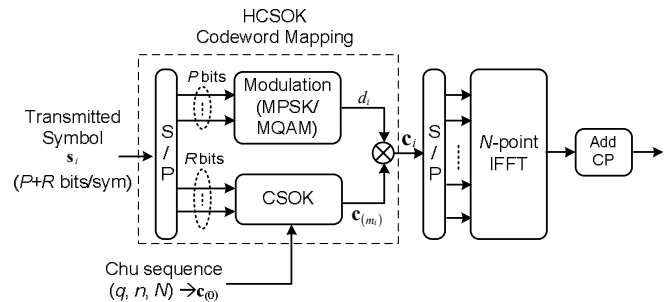 HCSOK
Codeword Mapping
Transmitted
Symbol
s_i
(P+R bits/sym)
S / P
P bits
R bits
Modulation
(MPSK/
MQAM)
CSOK
d_i
c_(m_i)
c_i
S / P
N-point
IFFT
Add
CP
Chu sequence
(q, n, N) →c_(0)